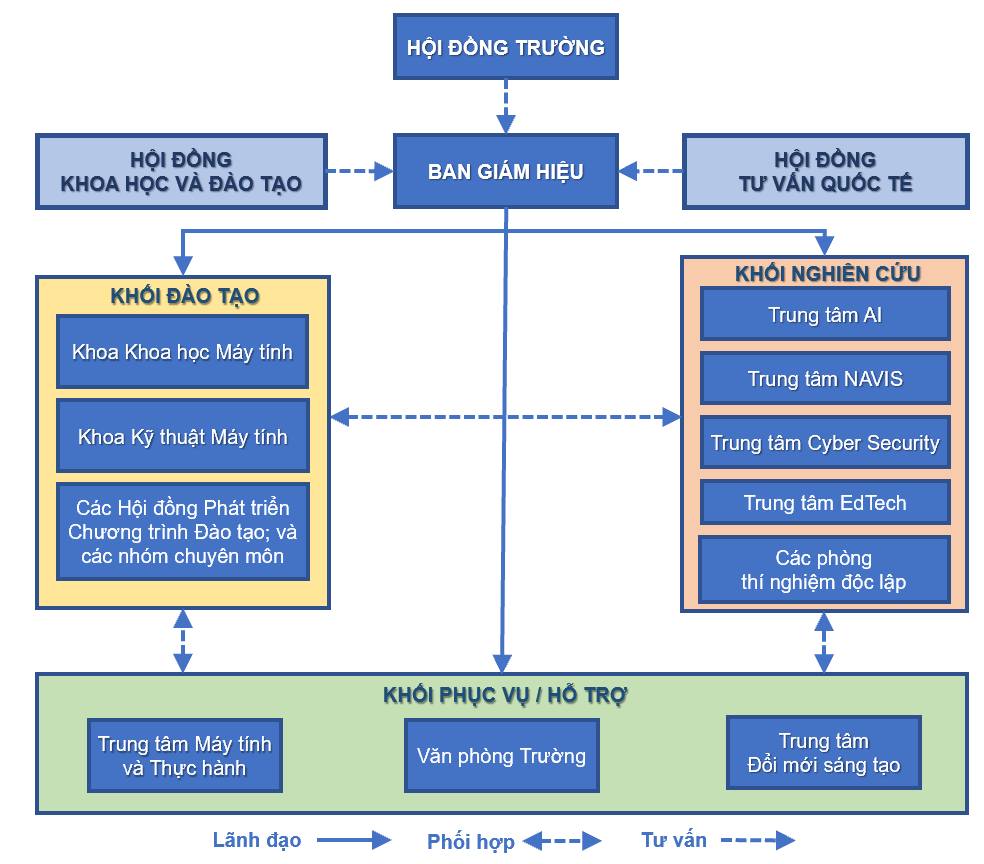 HỘI ĐỒNG TRƯỜNG
HỘI ĐỒNG
KHOA HỌC VÀ ĐÀO TẠO
BAN GIÁM HIỆU
HỘI ĐỒNG
TƯ VẤN QUỐC TẾ
KHỐI ĐÀO TẠO
Khoa Khoa học Máy tính
Khoa Kỹ thuật Máy tính
Các Hội đồng Phát triển
Chương trình Đào tạo; và
các nhóm chuyên môn
KHỐI NGHIÊN CỨU
Trung tâm AI
Trung tâm NAVIS
Trung tâm Cyber Security
Trung tâm EdTech
Các phòng
thí nghiệm độc lập
KHỐI PHỤC VỤ / HỖ TRỢ
Trung tâm Máy tính
và Thực hành
Văn phòng Trường
Trung tâm
Đổi mới sáng tạo
Lãnh đạo
Phối hợp
Tư vấn